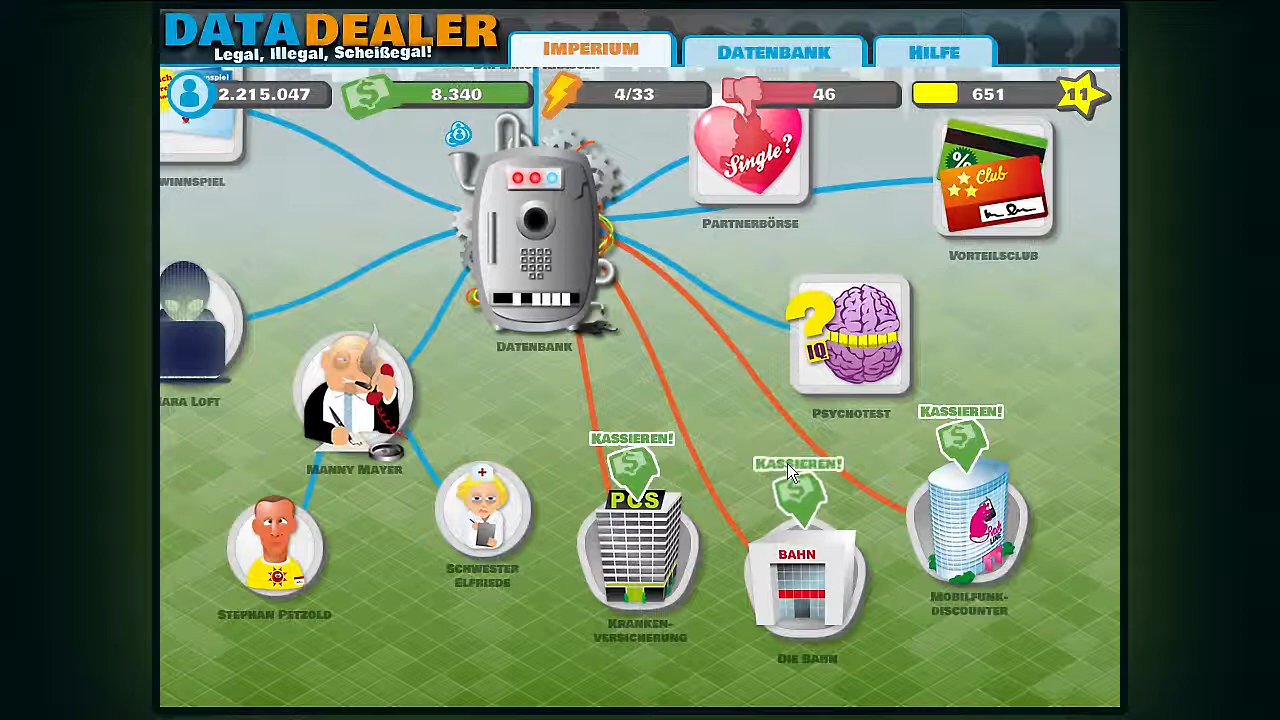 DATADEALER
Legal, Illegal, Scheißegal!
IMPERIUM
DATENBANK
HILFE
2.215.047
8.340
4/33
46
651
11
WINNSPIEL
Single?
PARTNERBÖRSE
%
Club
VORTEILSCLUB
DATENBANK
?
IQ
PSYCHOTEST
ARA LOFT
MANNY MAYER
STEPHAN PETZOLD
SCHWESTER
ELFRIEDE
KASSIEREN!
PCS
KRANKEN-
VERSICHERUNG
KASSIEREN!
BAHN
DIE BAHN
KASSIEREN!
MOBILFUNK-
DISCOUNTER